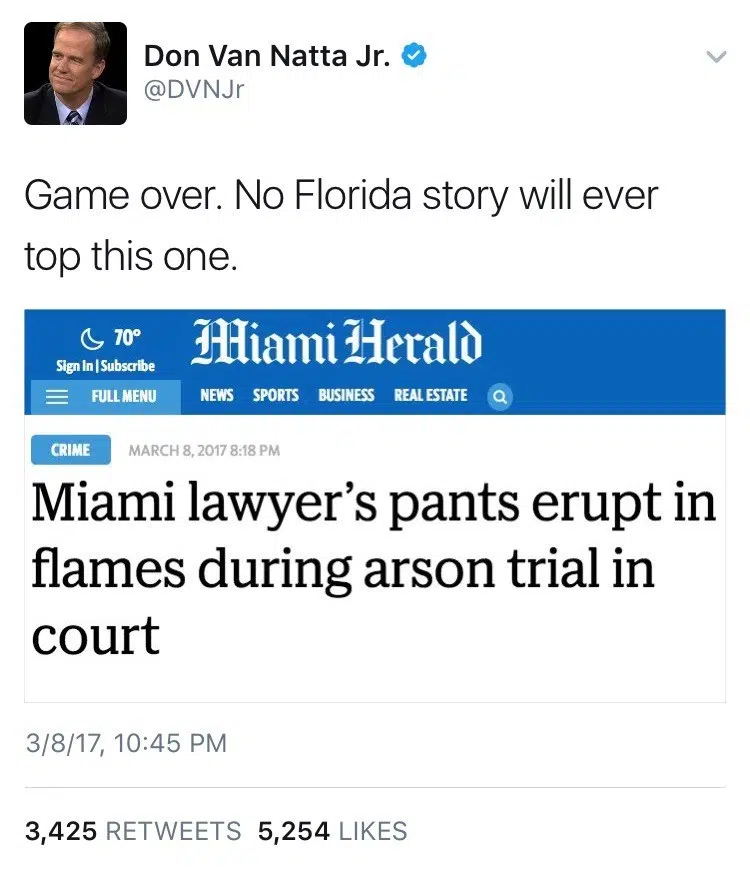 Don Van Natta Jr.
@DVNJr
Game over. No Florida story will ever
top this one.
70°
Miami Herald
Sign In | Subscribe
FULL MENU NEWS SPORTS BUSINESS REAL ESTATE
CRIME MARCH 8, 2017 8:18 PM
Miami lawyer’s pants erupt in
flames during arson trial in
court
3/8/17, 10:45 PM
3,425 RETWEETS 5,254 LIKES